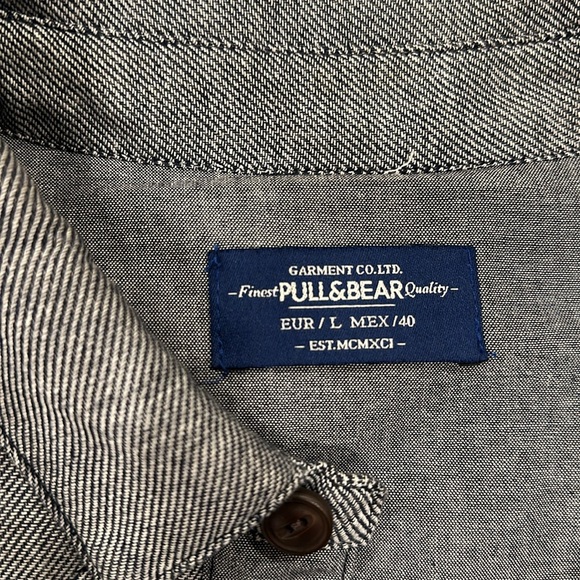 GARMENT CO.LTD.
–Finest PULL&BEAR Quality–
EUR / L MEX / 40
– EST.MCMXCI –